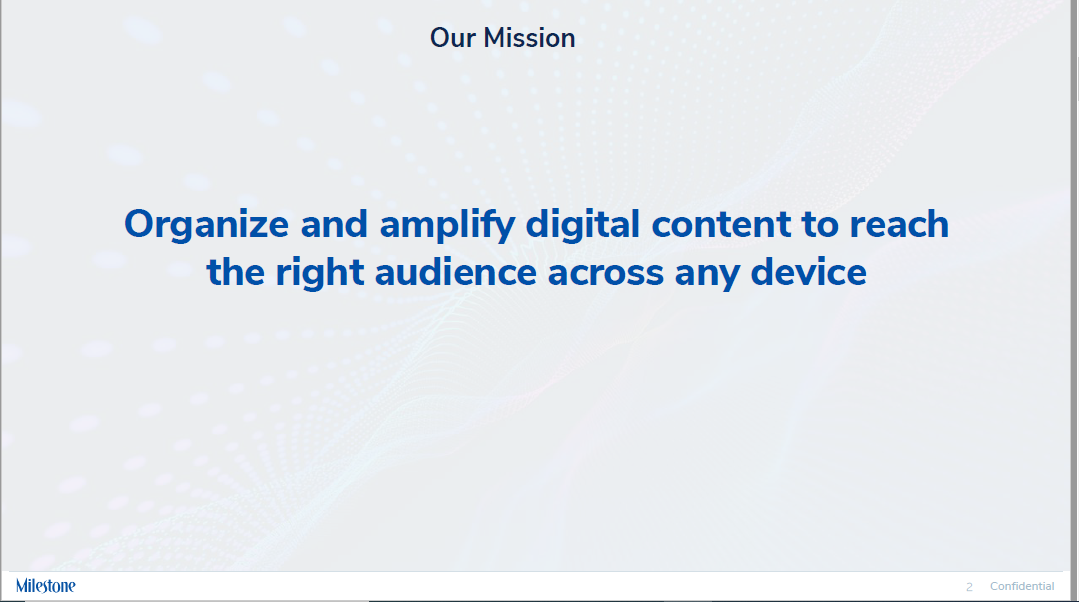 Our Mission
Organize and amplify digital content to reach
the right audience across any device
Milestone
2 Confidential